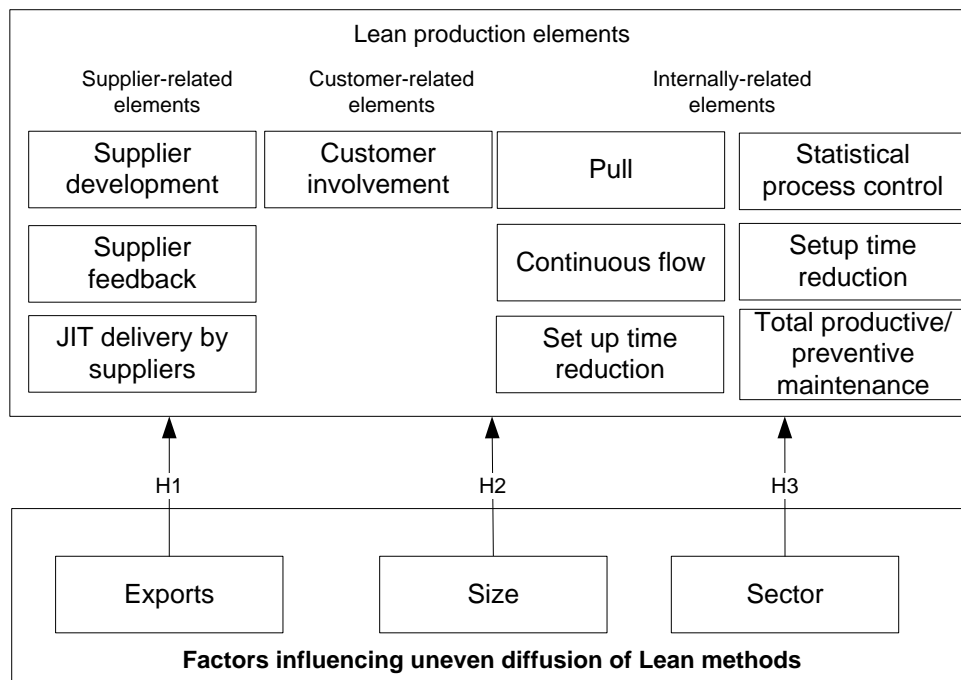 Lean production elements
Supplier-related
elements
Customer-related
elements
Internally-related
elements
Supplier
development
Customer
involvement
Pull
Statistical
process control
Supplier
feedback
Continuous flow
Setup time
reduction
JIT delivery by
suppliers
Set up time
reduction
Total productive/
preventive
maintenance
H1
H2
H3
Exports
Size
Sector
Factors influencing uneven diffusion of Lean methods